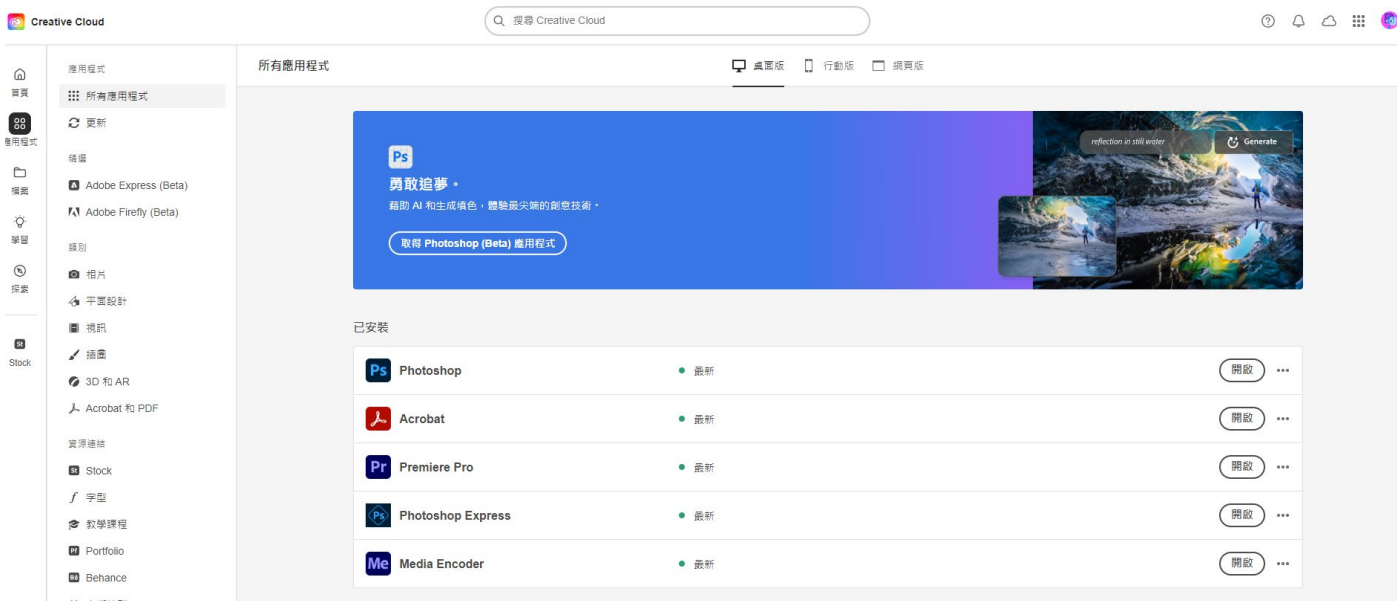 Creative Cloud
搜尋 Creative Cloud
首頁
應用程式
檔案
學習
探索
St
Stock
應用程式
所有應用程式
更新
精選
Adobe Express (Beta)
Adobe Firefly (Beta)
類別
相片
平面設計
視訊
插圖
3D 和 AR
Acrobat 和 PDF
資源連結
St Stock
字型
教學課程
Pf Portfolio
Bē Behance
所有應用程式
桌面版
行動版
網頁版
Ps
勇敢追夢。
藉助 AI 和生成填色，體驗最尖端的創意技術。
取得 Photoshop (Beta) 應用程式
reflection in still water
Generate
已安裝
Ps Photoshop 最新 開啟
Acrobat 最新 開啟
Pr Premiere Pro 最新 開啟
Ps Photoshop Express 最新 開啟
Me Media Encoder 最新 開啟